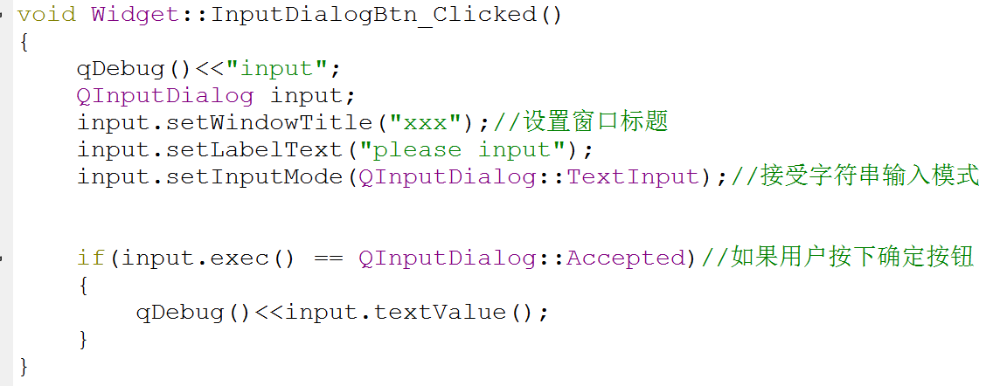 void Widget::InputDialogBtn_Clicked()
{
    qDebug()<<"input";
    QInputDialog input;
    input.setWindowTitle("xxx");//设置窗口标题
    input.setLabelText("please input");
    input.setInputMode(QInputDialog::TextInput);//接受字符串输入模式
    if(input.exec() == QInputDialog::Accepted)//如果用户按下确定按钮
    {
        qDebug()<<input.textValue();
    }
}